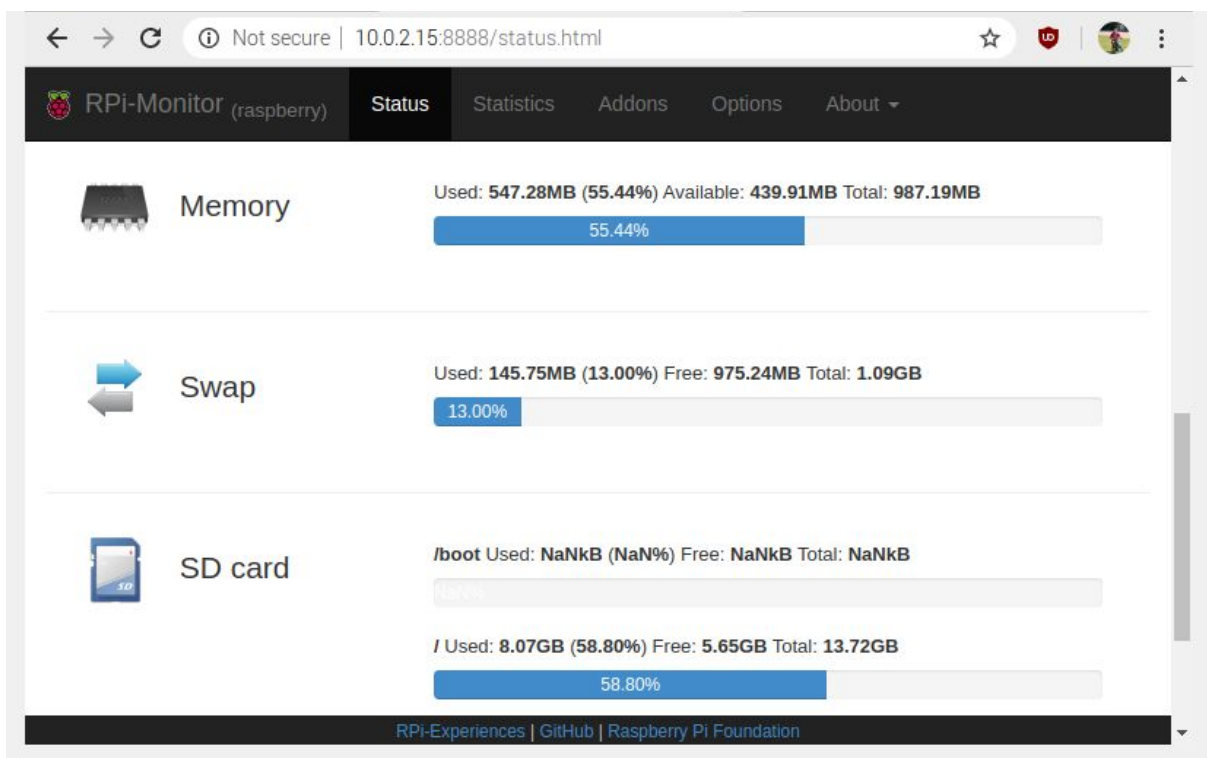 Not secure | 10.0.2.15:8888/status.html
RPi-Monitor (raspberry) Status Statistics Addons Options About
Memory
Used: 547.28MB (55.44%) Available: 439.91MB Total: 987.19MB
55.44%
Swap
Used: 145.75MB (13.00%) Free: 975.24MB Total: 1.09GB
13.00%
SD card
SD
/boot Used: NaNkB (NaN%) Free: NaNkB Total: NaNkB
NaN%
/ Used: 8.07GB (58.80%) Free: 5.65GB Total: 13.72GB
58.80%
RPi-Experiences | GitHub | Raspberry Pi Foundation